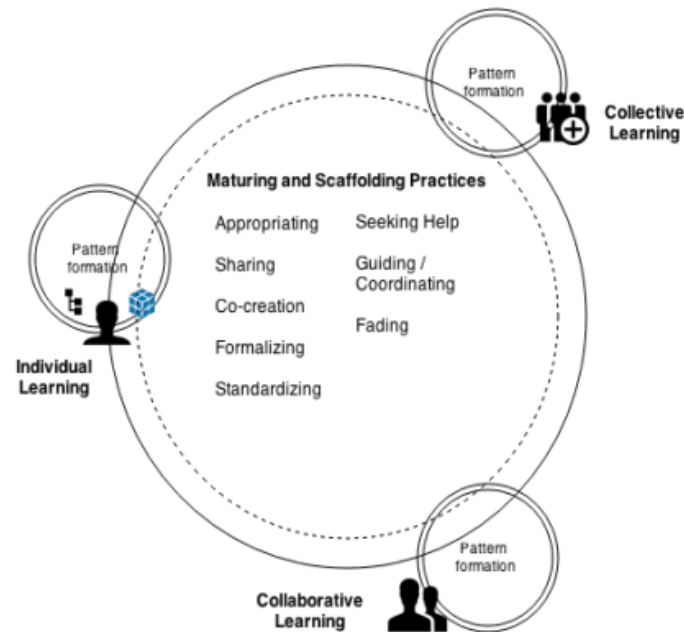 Pattern
formation
Collective
Learning
Maturing and Scaffolding Practices
Appropriating
Sharing
Co-creation
Formalizing
Standardizing
Seeking Help
Guiding /
Coordinating
Fading
Pattern
formation
Individual
Learning
Pattern
formation
Collaborative
Learning